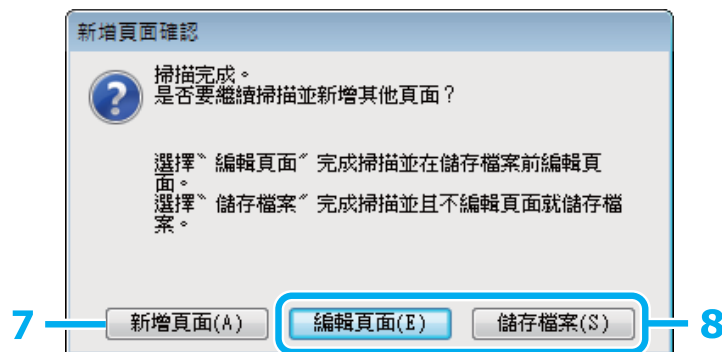 新增頁面確認
掃描完成。
是否要繼續掃描並新增其他頁面？
選擇〝編輯頁面〞完成掃描並在儲存檔案前編輯頁
面。
選擇〝儲存檔案〞完成掃描並且不編輯頁面就儲存檔
案。
7 新增頁面(A) 編輯頁面(E) 儲存檔案(S) 8